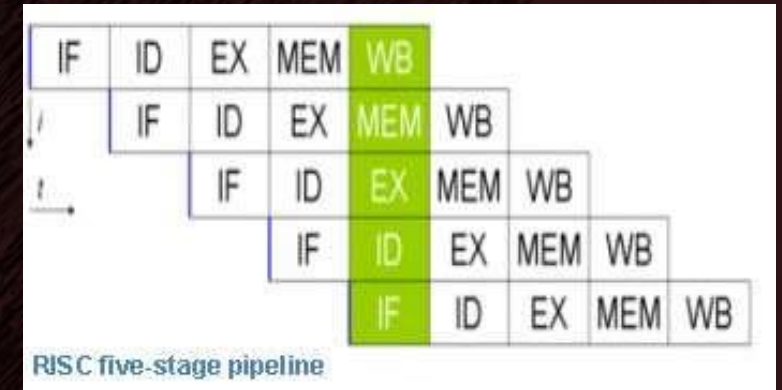 IF ID EX MEM WB
i IF ID EX MEM WB
t IF ID EX MEM WB
IF ID EX MEM WB
IF ID EX MEM WB
RISC five-stage pipeline